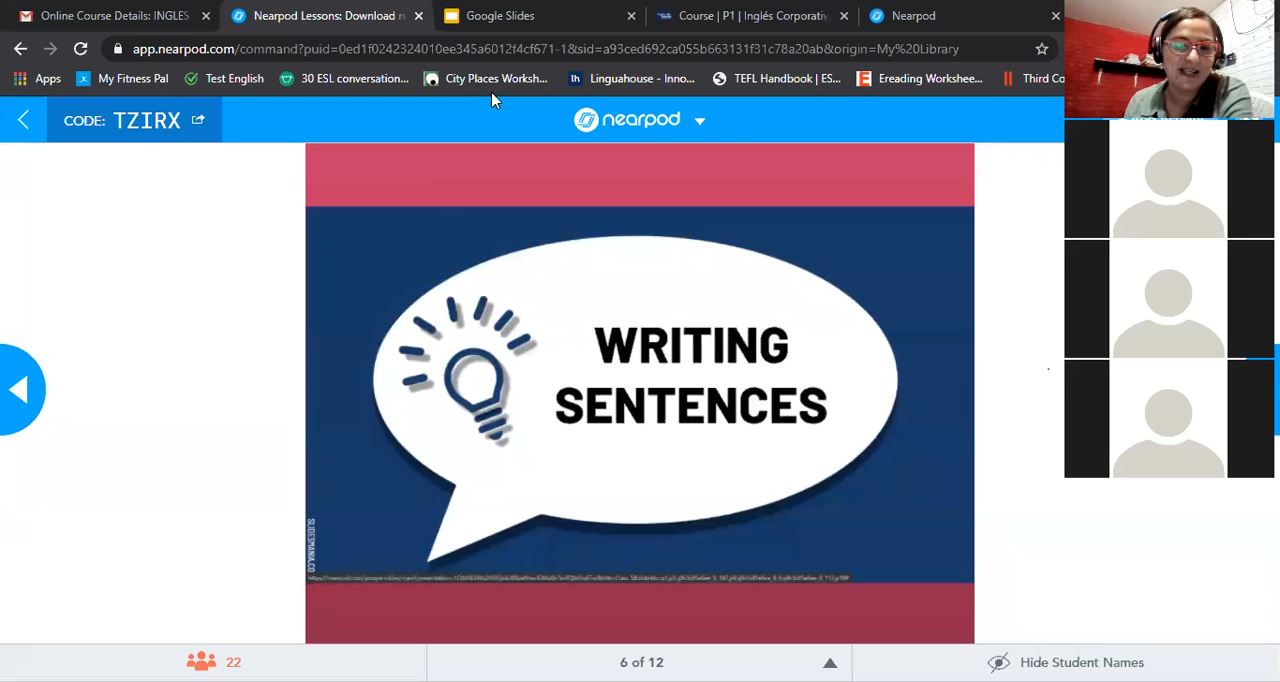 Online Course Details: INGLES
Nearpod Lessons: Download r
Google Slides
Course | P1 | Inglés Corporativ
Nearpod
app.nearpod.com/command?puid=0ed1f0242324010ee345a6012f4cf671-1&sid=a93ced692ca055b663131f31c78a20ab&origin=My%20Library
Apps
My Fitness Pal
Test English
30 ESL conversation...
City Places Worksh...
Linguahouse - Inno...
TEFL Handbook | ES...
Ereading Workshee...
Third Co
CODE: TZIRX
nearpod
WRITING
SENTENCES
SLIDESMANIA.CO
22
6 of 12
Hide Student Names